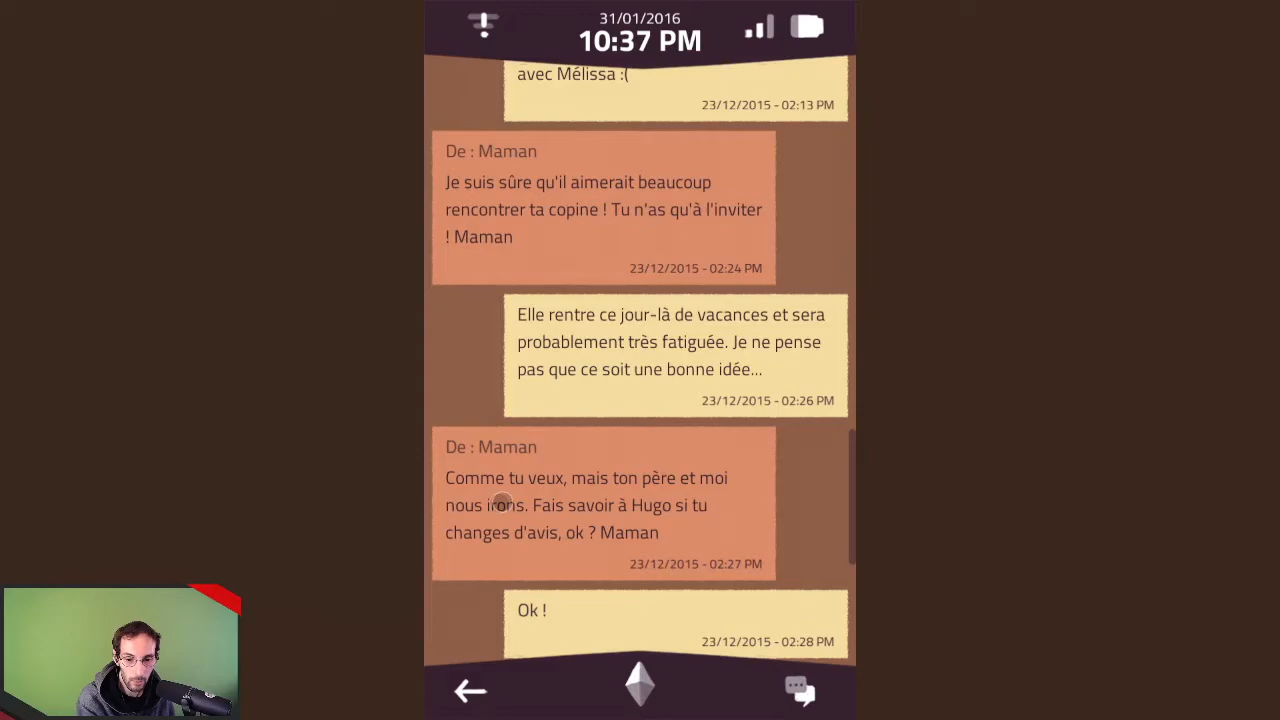 31/01/2016
10:37 PM
avec Mélissa :(
23/12/2015 - 02:13 PM
De : Maman
Je suis sûre qu'il aimerait beaucoup
rencontrer ta copine ! Tu n'as qu'à l'inviter
! Maman
23/12/2015 - 02:24 PM
Elle rentre ce jour-là de vacances et sera
probablement très fatiguée. Je ne pense
pas que ce soit une bonne idée...
23/12/2015 - 02:26 PM
De : Maman
Comme tu veux, mais ton père et moi
nous irons. Fais savoir à Hugo si tu
changes d'avis, ok ? Maman
23/12/2015 - 02:27 PM
Ok !
23/12/2015 - 02:28 PM